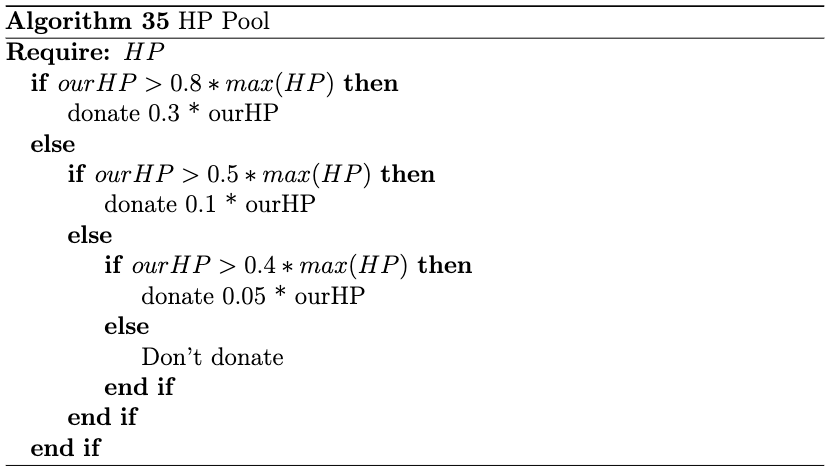 Algorithm 35 HP Pool
Require: HP
if ourHP > 0.8 * max(HP) then
donate 0.3 * ourHP
else
if ourHP > 0.5 * max(HP) then
donate 0.1 * ourHP
else
if ourHP > 0.4 * max(HP) then
donate 0.05 * ourHP
else
Don't donate
end if
end if
end if